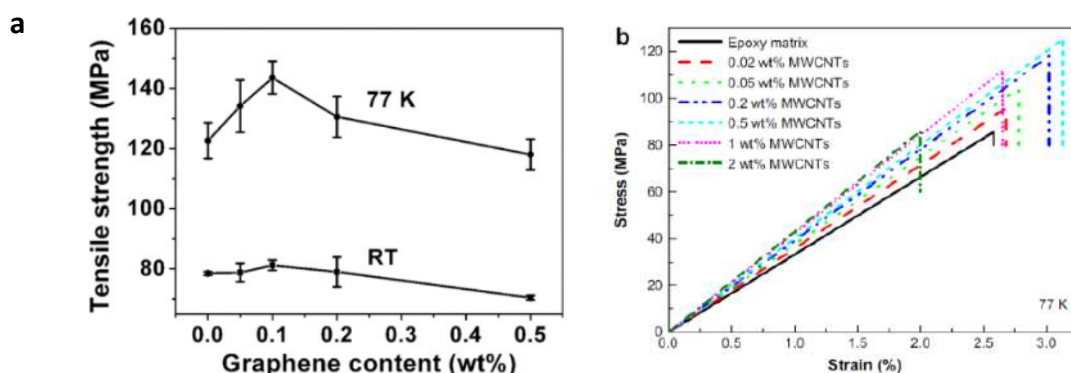 a
160
140
120
100
80
Tensile strength (MPa)
77 K
RT
0.0 0.1 0.2 0.3 0.4 0.5
Graphene content (wt%)
b
120
100
80
60
40
20
0
Stress (MPa)
Epoxy matrix
0.02 wt% MWCNTs
0.05 wt% MWCNTs
0.2 wt% MWCNTs
0.5 wt% MWCNTs
1 wt% MWCNTs
2 wt% MWCNTs
77 K
0.0 0.5 1.0 1.5 2.0 2.5 3.0
Strain (%)